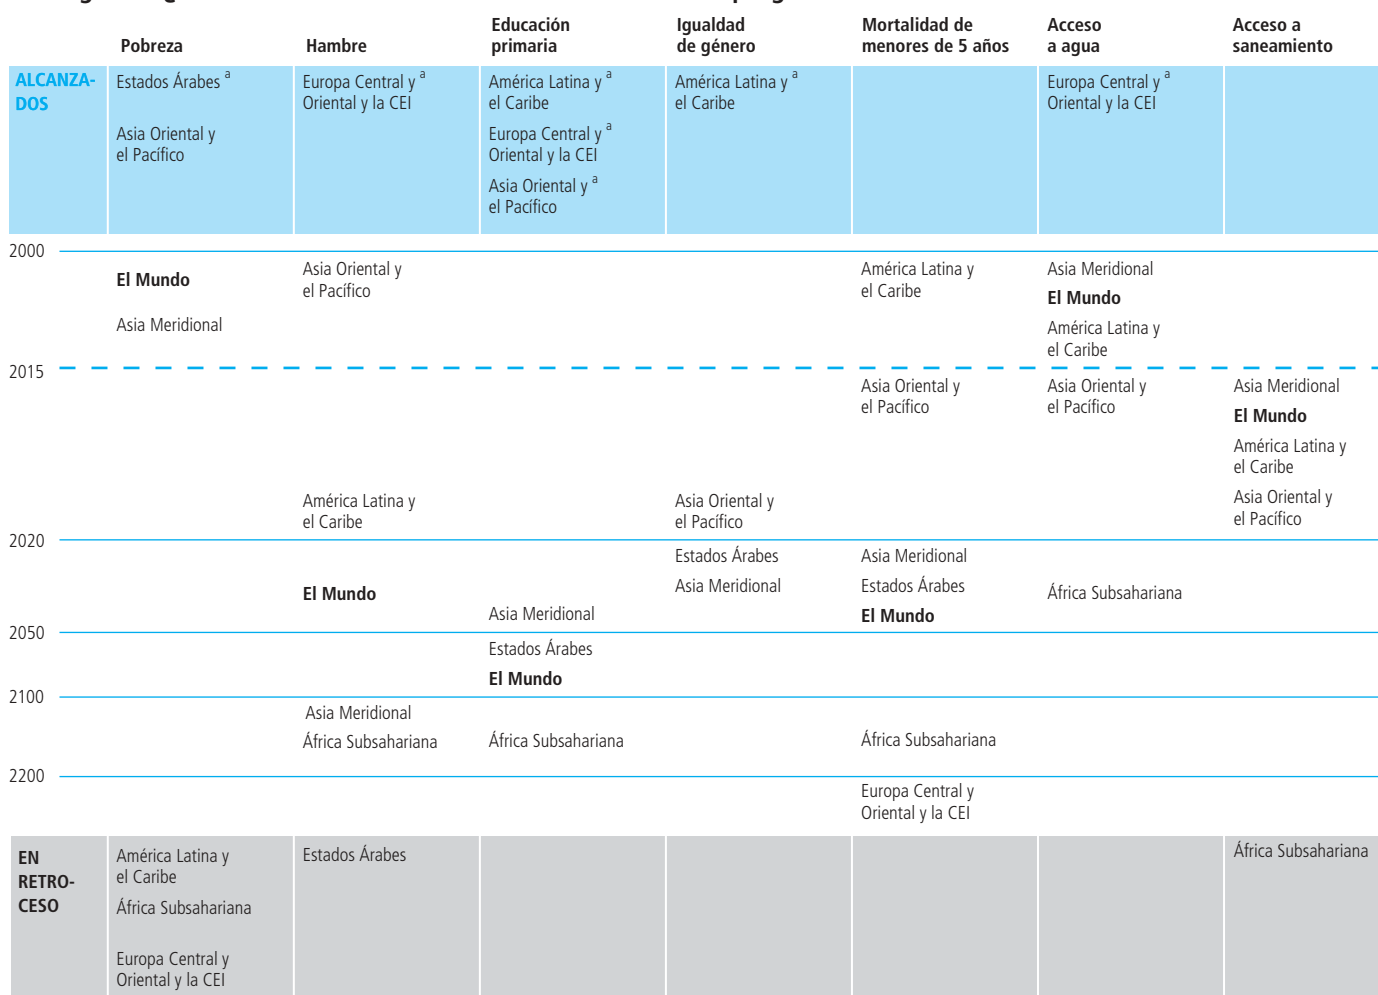 Educación
Igualdad
Mortalidad de
Acceso
Acceso a
Pobreza
Hambre
primaria
de género
menores de 5 años
a agua
saneamiento
ALCANZA-
DOS
Estados Árabes a
Asia Oriental y
el Pacífico
Europa Central y a
Oriental y la CEI
América Latina y a
el Caribe
Europa Central y a
Oriental y la CEI
Asia Oriental y a
el Pacífico
América Latina y a
el Caribe
Europa Central y a
Oriental y la CEI
2000
El Mundo
Asia Meridional
Asia Oriental y
el Pacífico
América Latina y
el Caribe
Asia Meridional
El Mundo
América Latina y
el Caribe
2015
América Latina y
el Caribe
Asia Oriental y
el Pacífico
Asia Oriental y
el Pacífico
Asia Oriental y
el Pacífico
Asia Meridional
El Mundo
América Latina y
el Caribe
Asia Oriental y
el Pacífico
2020
El Mundo
Asia Meridional
Estados Árabes
Asia Meridional
Asia Meridional
Estados Árabes
El Mundo
África Subsahariana
2050
Estados Árabes
El Mundo
2100
Asia Meridional
África Subsahariana
África Subsahariana
África Subsahariana
2200
Europa Central y
Oriental y la CEI
EN
RETRO-
CESO
América Latina y
el Caribe
África Subsahariana
Europa Central y
Oriental y la CEI
Estados Árabes
África Subsahariana